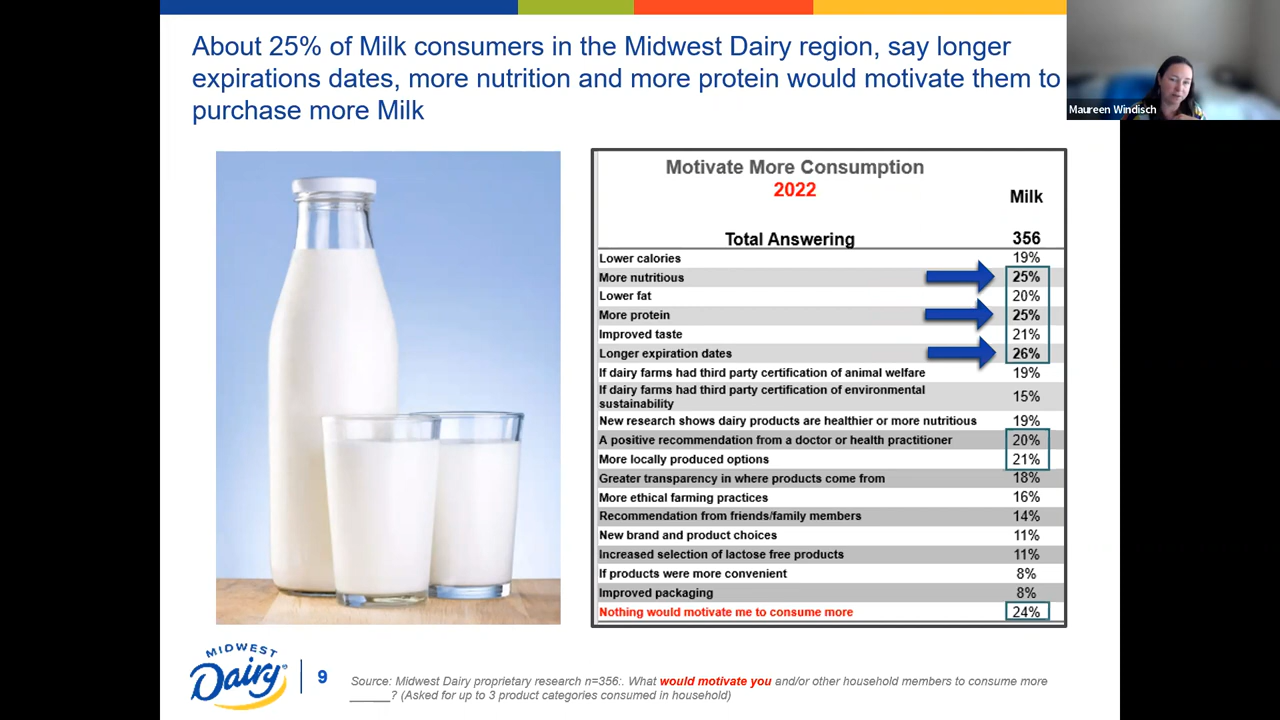 About 25% of Milk consumers in the Midwest Dairy region, say longer
expirations dates, more nutrition and more protein would motivate them to
purchase more Milk
Maureen Windisch
Motivate More Consumption
2022
Milk
Total Answering 356
Lower calories 19%
More nutritious 25%
Lower fat 20%
More protein 25%
Improved taste 21%
Longer expiration dates 26%
If dairy farms had third party certification of animal welfare 19%
If dairy farms had third party certification of environmental
sustainability 15%
New research shows dairy products are healthier or more nutritious 19%
A positive recommendation from a doctor or health practitioner 20%
More locally produced options 21%
Greater transparency in where products come from 18%
More ethical farming practices 16%
Recommendation from friends/family members 14%
New brand and product choices 11%
Increased selection of lactose free products 11%
If products were more convenient 8%
Improved packaging 8%
Nothing would motivate me to consume more 24%
MIDWEST
Dairy®
9
Source: Midwest Dairy proprietary research n=356:. What would motivate you and/or other household members to consume more
______? (Asked for up to 3 product categories consumed in household)